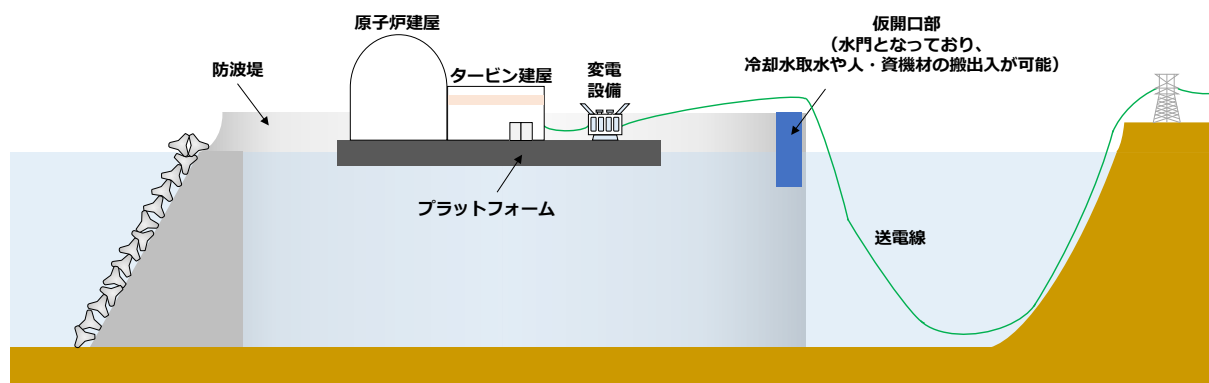 原子炉建屋
仮開口部
（水門となっており、
冷却水取水や人・資機材の搬出入が可能）
防波堤
タービン建屋
変電
設備
プラットフォーム
送電線